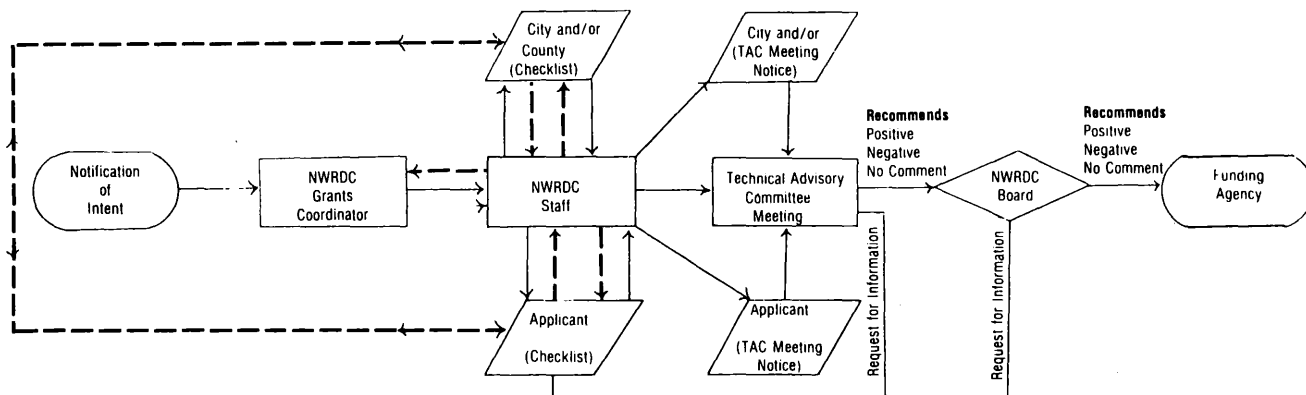 City and/or
County
(Checklist)
City and/or
(TAC Meeting
Notice)
Recommends
Positive
Negative
No Comment
Recommends
Positive
Negative
No Comment
Notification
of
Intent
NWRDC
Grants
Coordinator
NWRDC
Staff
Technical Advisory
Committee
Meeting
NWRDC
Board
Funding
Agency
Applicant
(Checklist)
Applicant
(TAC Meeting
Notice)
Request for Information
Request for Information